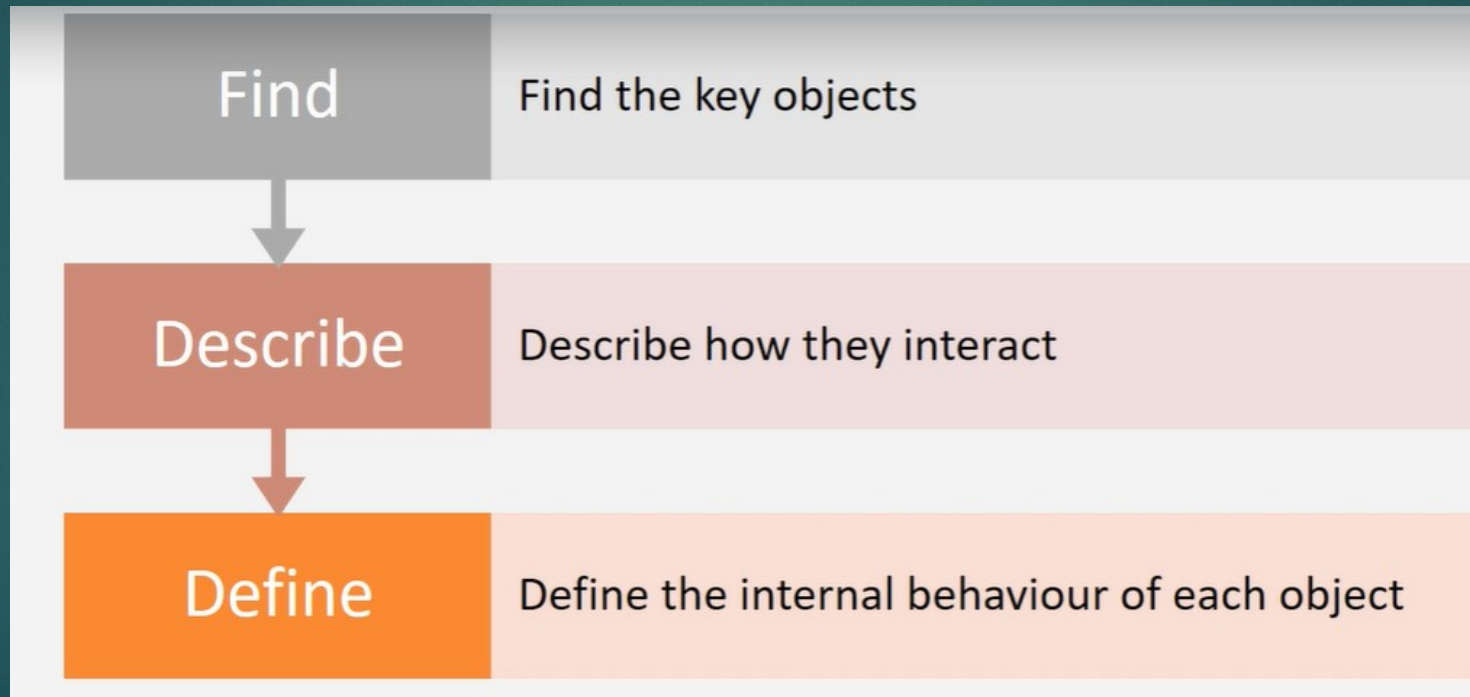 Find
Find the key objects
Describe
Describe how they interact
Define
Define the internal behaviour of each object